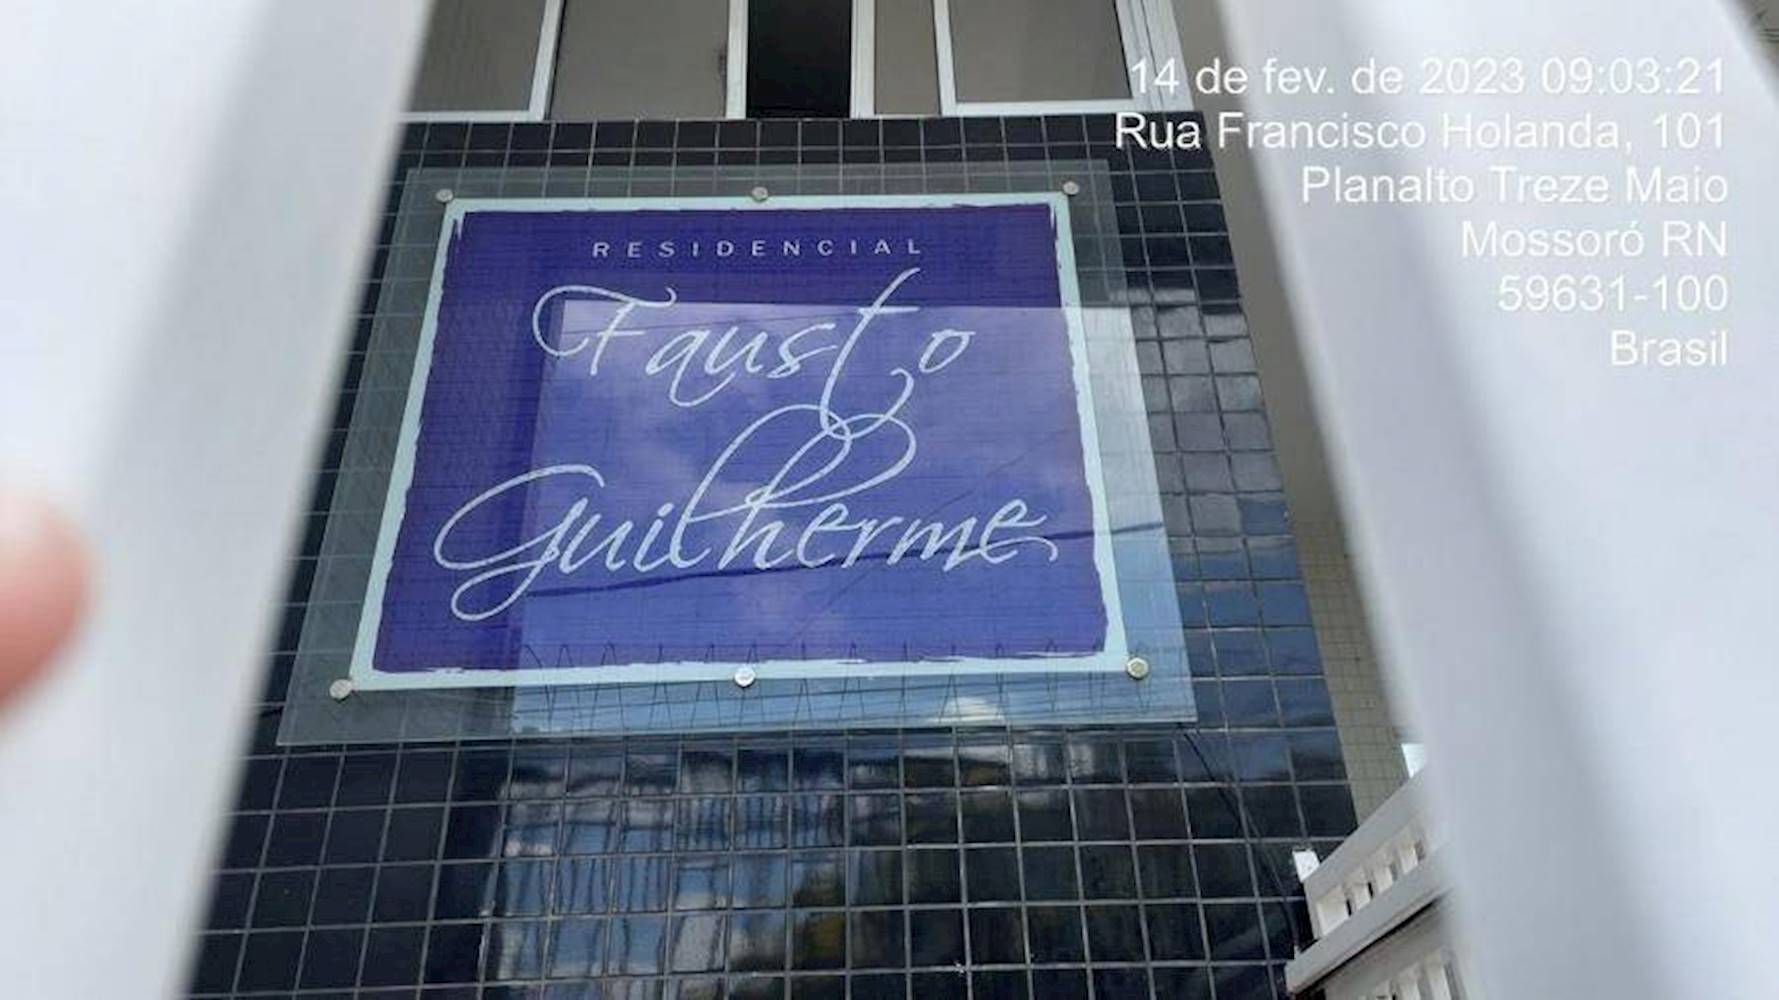 14 de fev. de 2023 09:03:21
Rua Francisco Holanda, 101
Planalto Treze Maio
Mossoró RN
59631-100
Brasil
RESIDENCIAL
Fausto
Guilherme